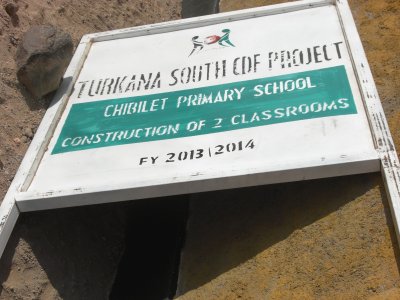 TURKANA SOUTH CDF PROJECT
CHIBILET PRIMARY SCHOOL
CONSTRUCTION OF 2 CLASSROOMS
FY 2013\2014